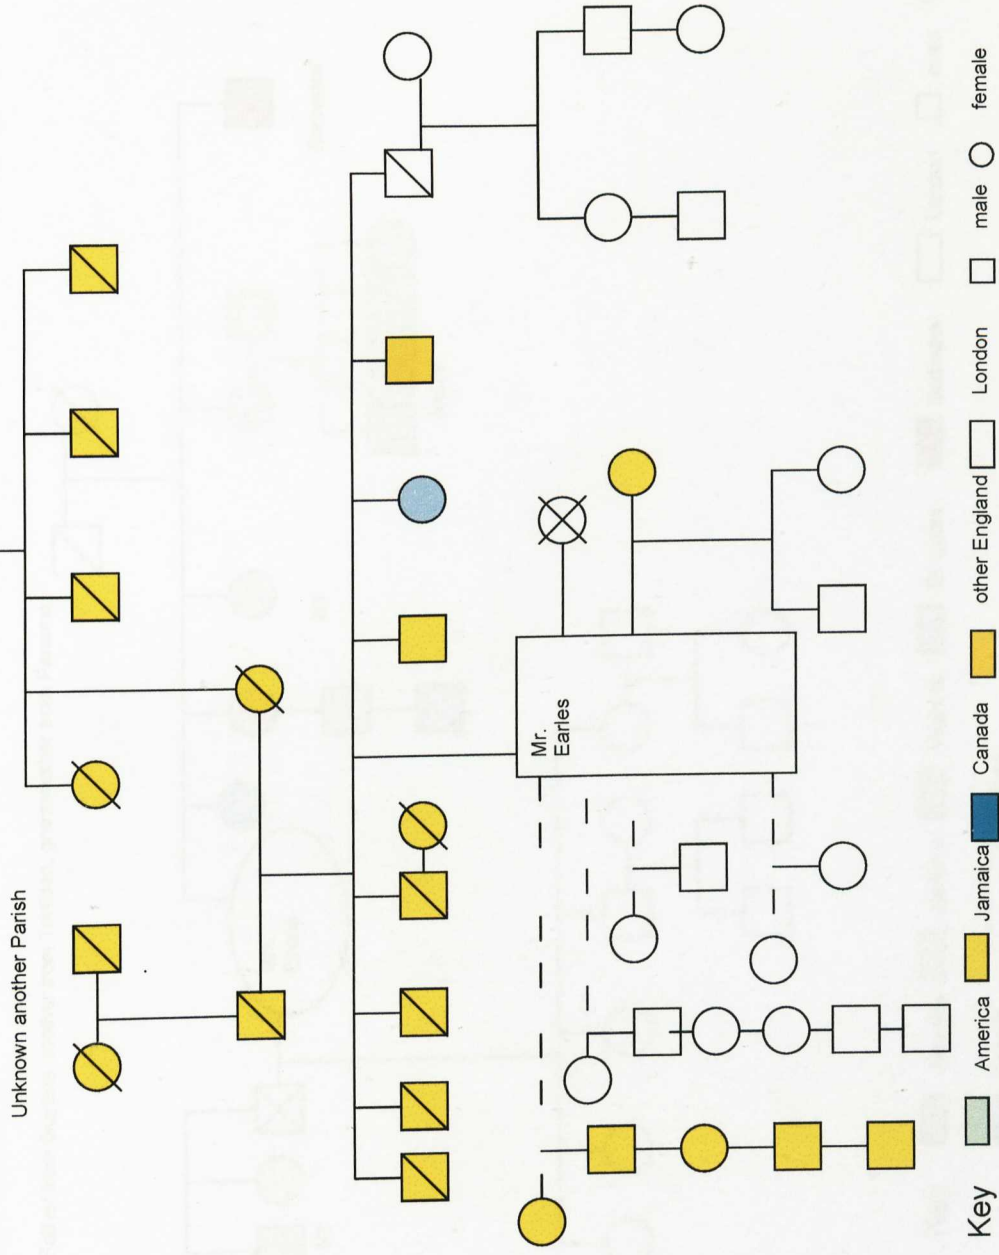 Unknown another Parish
Mr.
Earles
Key
America
Jamaica
Canada
other England
London
male
female